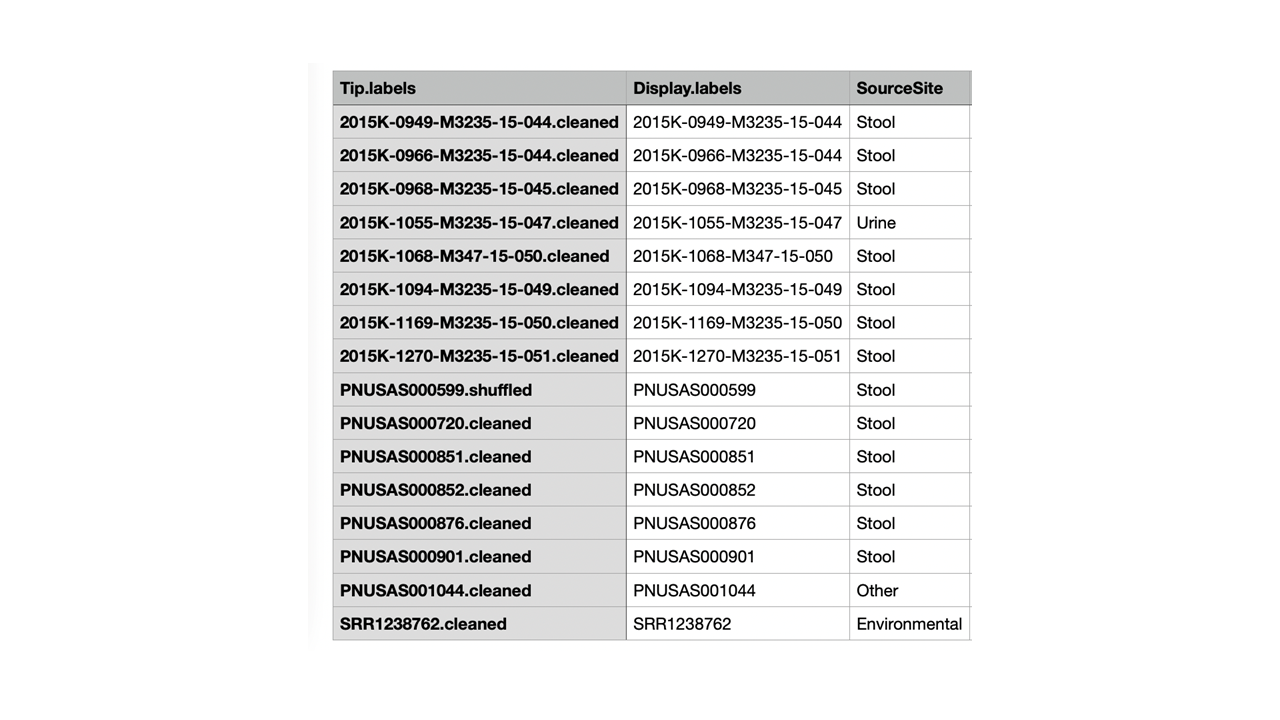 Tip.labels Display.labels SourceSite
2015K-0949-M3235-15-044.cleaned 2015K-0949-M3235-15-044 Stool
2015K-0966-M3235-15-044.cleaned 2015K-0966-M3235-15-044 Stool
2015K-0968-M3235-15-045.cleaned 2015K-0968-M3235-15-045 Stool
2015K-1055-M3235-15-047.cleaned 2015K-1055-M3235-15-047 Urine
2015K-1068-M347-15-050.cleaned 2015K-1068-M347-15-050 Stool
2015K-1094-M3235-15-049.cleaned 2015K-1094-M3235-15-049 Stool
2015K-1169-M3235-15-050.cleaned 2015K-1169-M3235-15-050 Stool
2015K-1270-M3235-15-051.cleaned 2015K-1270-M3235-15-051 Stool
PNUSAS000599.shuffled PNUSAS000599 Stool
PNUSAS000720.cleaned PNUSAS000720 Stool
PNUSAS000851.cleaned PNUSAS000851 Stool
PNUSAS000852.cleaned PNUSAS000852 Stool
PNUSAS000876.cleaned PNUSAS000876 Stool
PNUSAS000901.cleaned PNUSAS000901 Stool
PNUSAS001044.cleaned PNUSAS001044 Other
SRR1238762.cleaned SRR1238762 Environmental